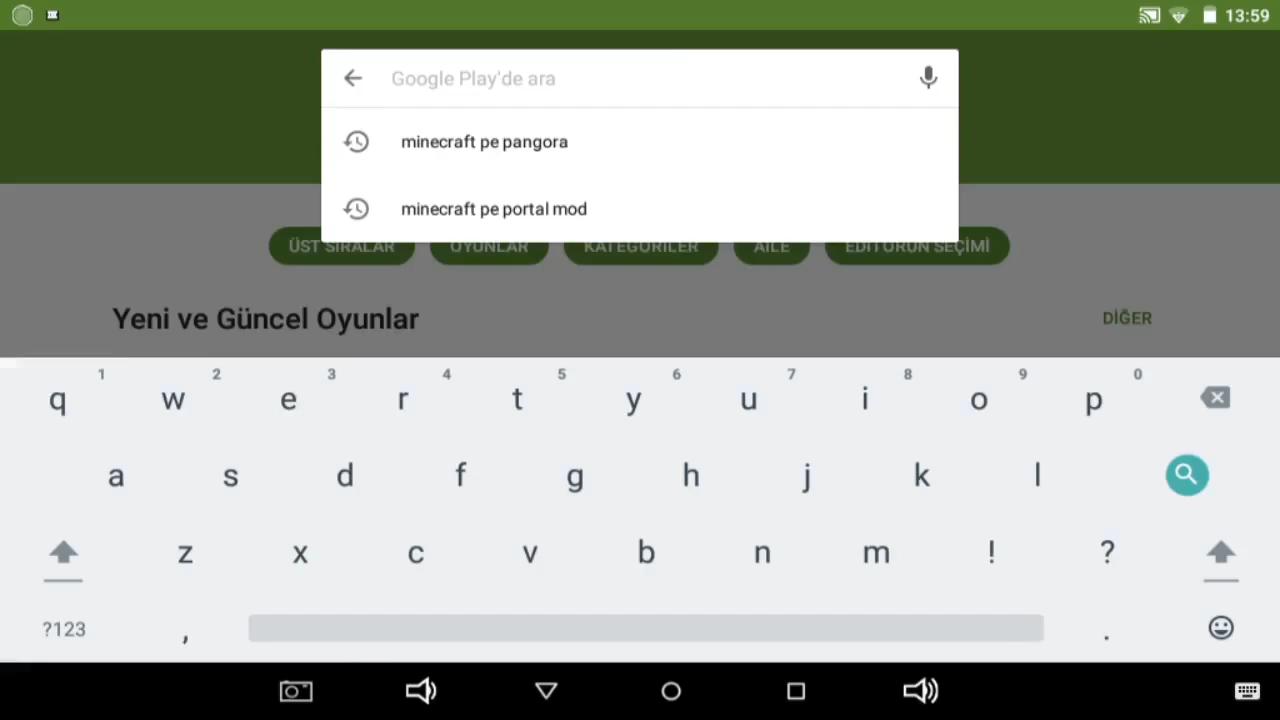 13:59
Google Play'de ara
minecraft pe pangora
minecraft pe portal mod
ÜST SIRALAR OYUNLAR KATEGORİLER AİLE EDİTÖRÜN SEÇİMİ
Yeni ve Güncel Oyunlar DİĞER
1 2 3 4 5 6 7 8 9 0
q w e r t y u i o p
a s d f g h j k l
z x c v b n m ! ?
?123 , .